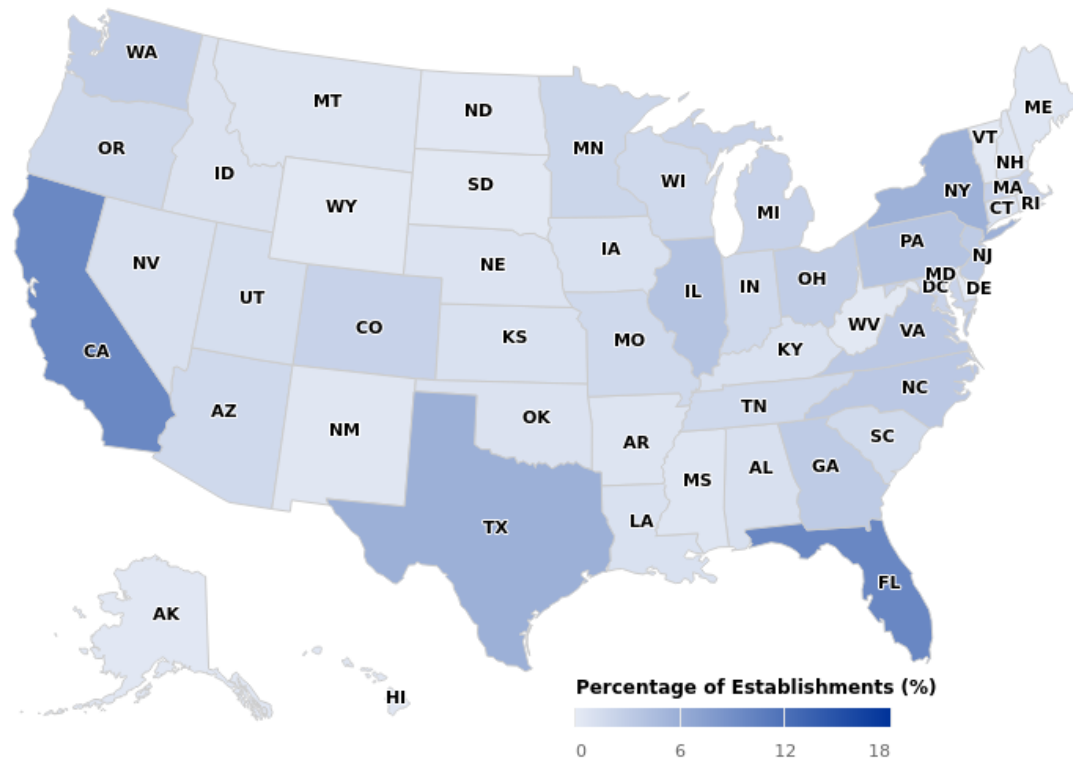 WA
MT
ND
MN
ME
VT
NH
OR
ID
SD
WI
MI
NY
MA
CT
RI
WY
IA
PA
NJ
NV
NE
IL
IN
OH
MD
DC
DE
UT
CO
KS
MO
KY
WV
VA
CA
AZ
NM
OK
AR
TN
NC
SC
MS
AL
GA
LA
TX
FL
AK
HI
Percentage of Establishments (%)
0 6 12 18